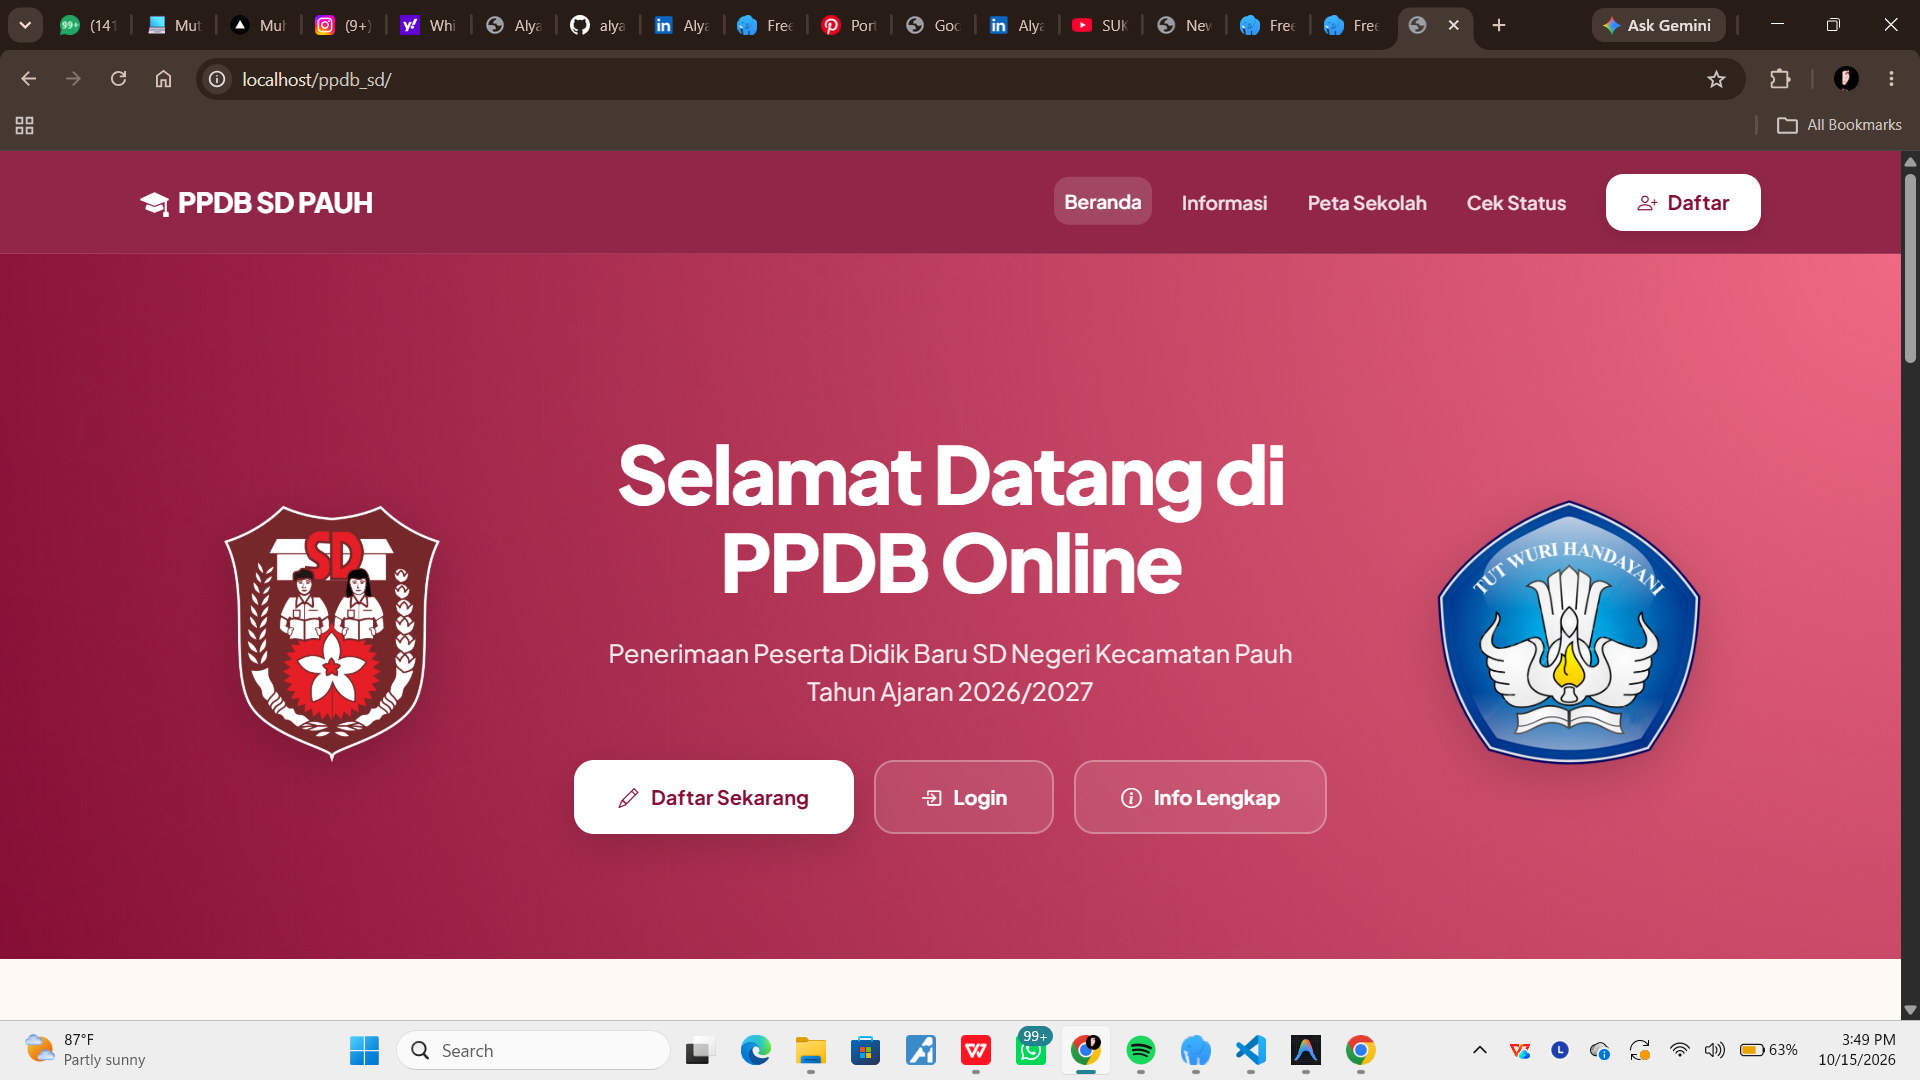 99+ (141
Mut
Muh
(9+)
Whi
Alya
alya
Alya
Free
Port
Goo
Alya
SUK
New
Free
Free
Ask Gemini
localhost/ppdb_sd/
All Bookmarks
PPDB SD PAUH
Beranda
Informasi
Peta Sekolah
Cek Status
Daftar
Selamat Datang di
PPDB Online
SD
TUT WURI HANDAYANI
Penerimaan Peserta Didik Baru SD Negeri Kecamatan Pauh
Tahun Ajaran 2026/2027
Daftar Sekarang
Login
Info Lengkap
87°F
Partly sunny
Search
99+
63%
3:49 PM
10/15/2026